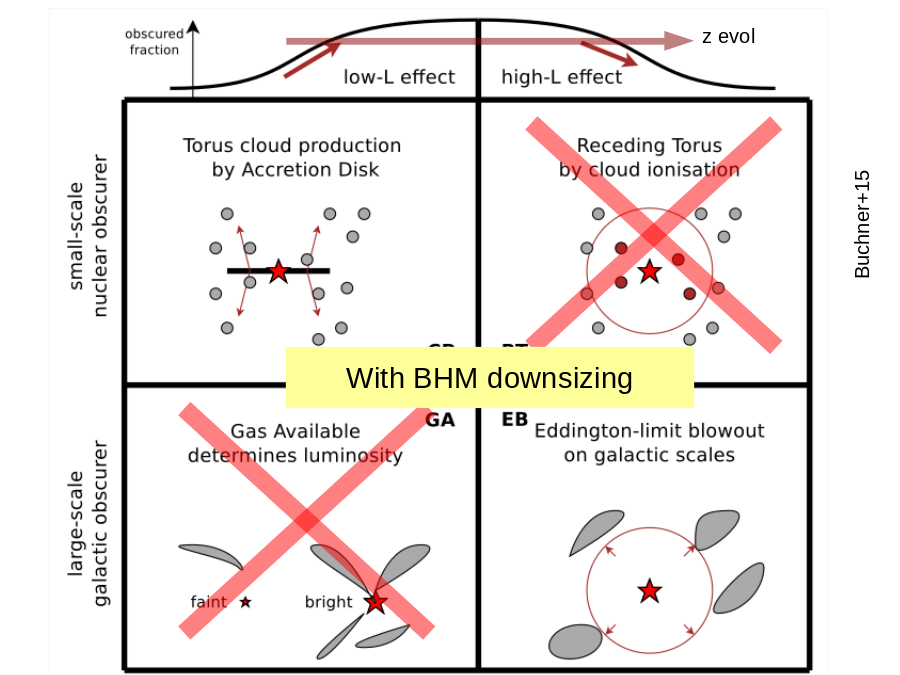 obscured
fraction
z evol
low-L effect
high-L effect
small-scale
nuclear obscurer
Torus cloud production
by Accretion Disk
Receding Torus
by cloud ionisation
Buchner+15
With BHM downsizing
large-scale
galactic obscurer
GA
Gas Available
determines luminosity
faint
bright
EB
Eddington-limit blowout
on galactic scales